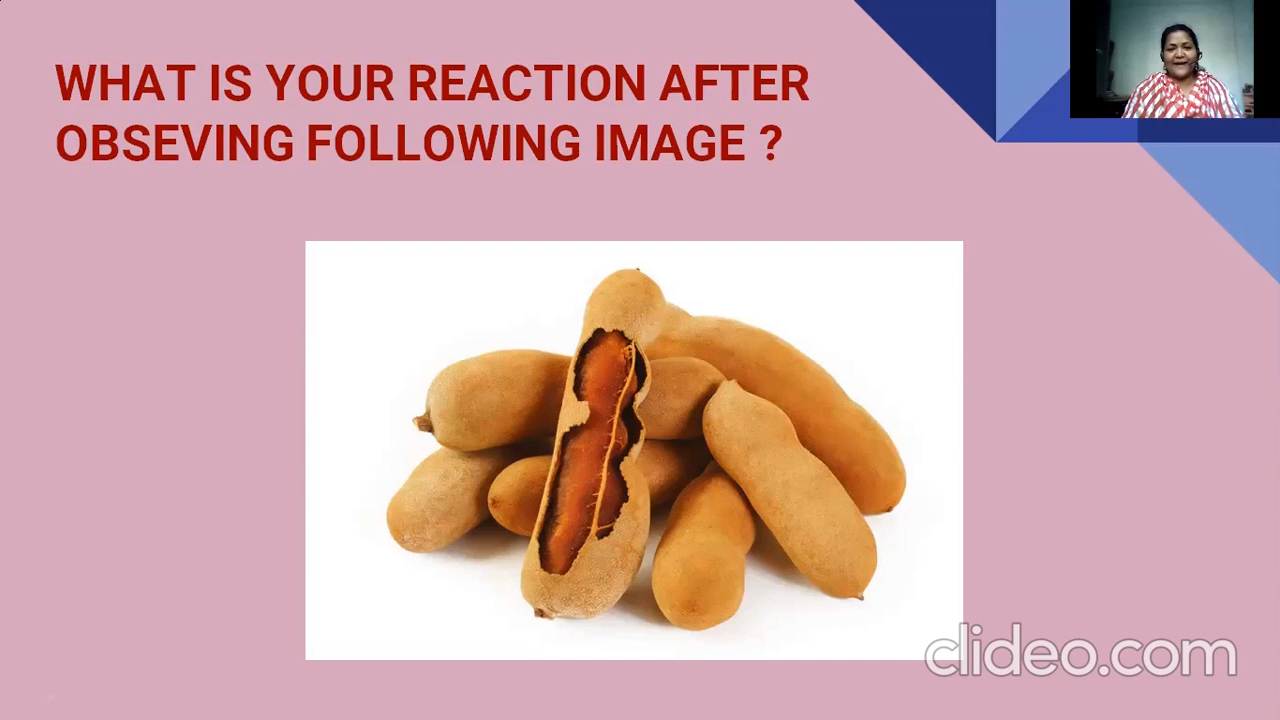 WHAT IS YOUR REACTION AFTER
OBSEVING FOLLOWING IMAGE ?
clideo.com